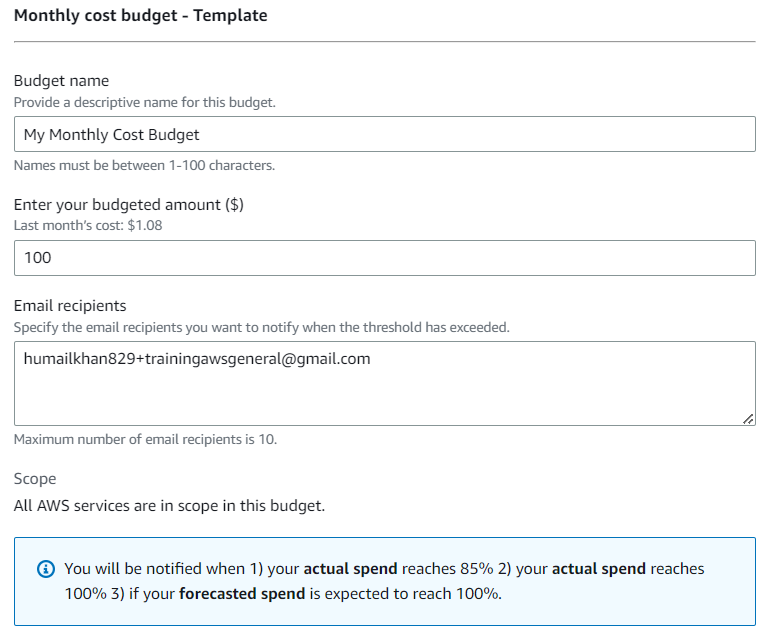 Monthly cost budget - Template
Budget name
Provide a descriptive name for this budget.
My Monthly Cost Budget
Names must be between 1-100 characters.
Enter your budgeted amount ($)
Last month's cost: $1.08
100
Email recipients
Specify the email recipients you want to notify when the threshold has exceeded.
humailkhan829+trainingawsgeneral@gmail.com
Maximum number of email recipients is 10.
Scope
All AWS services are in scope in this budget.
You will be notified when 1) your actual spend reaches 85% 2) your actual spend reaches
100% 3) if your forecasted spend is expected to reach 100%.